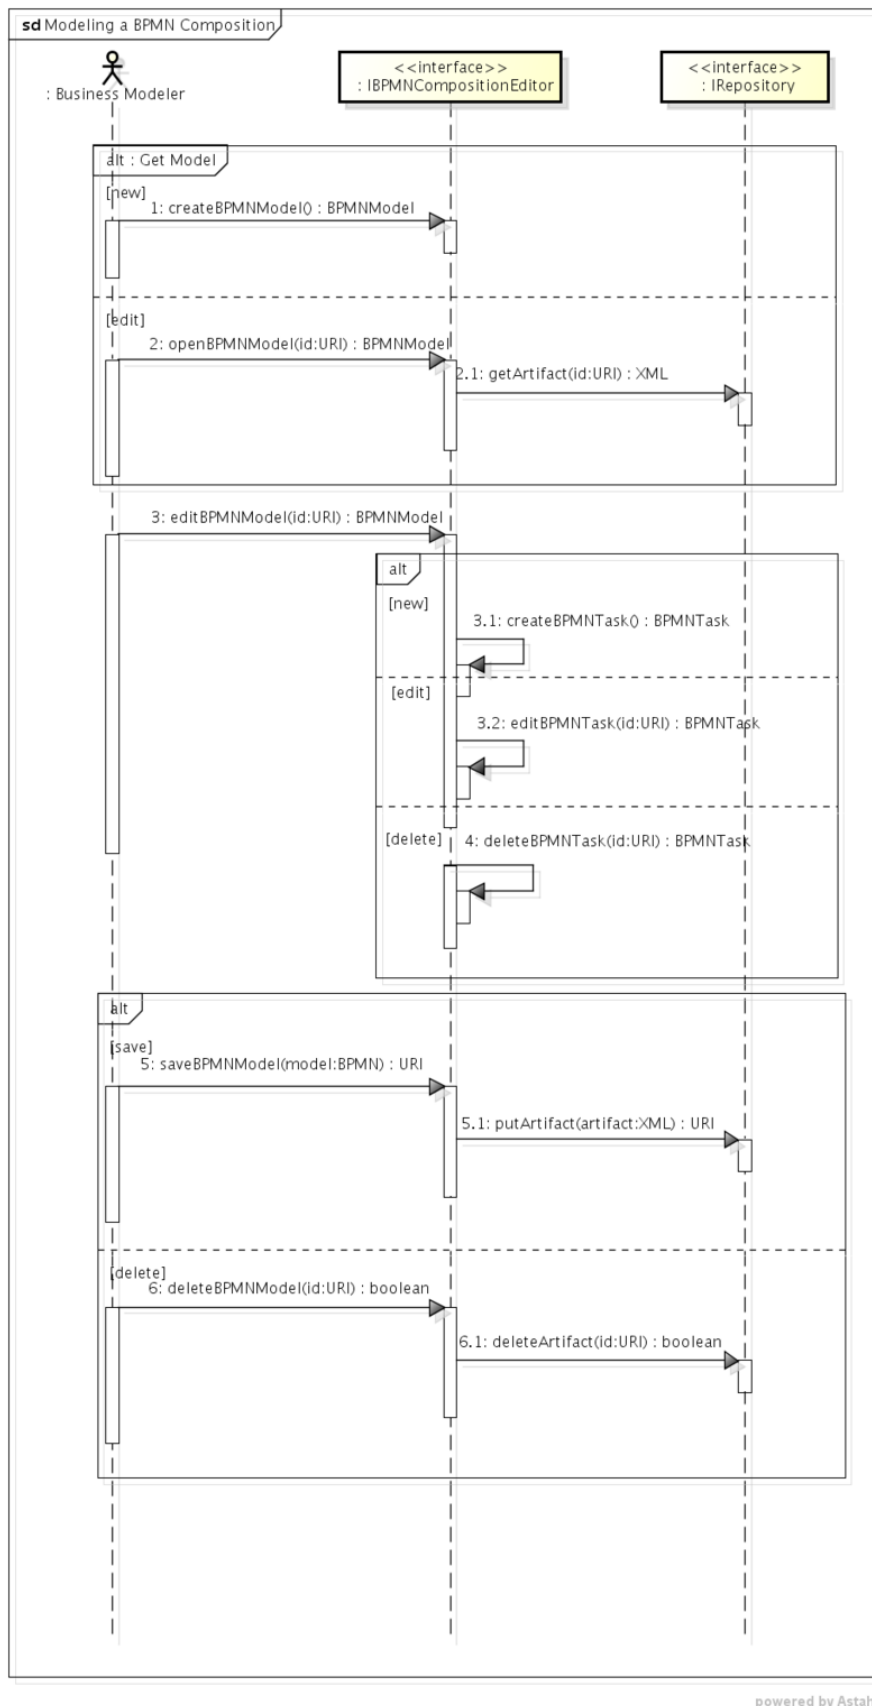 sd Modeling a BPMN Composition
: Business Modeler
<<interface>>
: IBPMNCompositionEditor
<<interface>>
: IRepository
alt : Get Model
[new]
1: createBPMNModel() : BPMNModel
[edit]
2: openBPMNModel(id:URI) : BPMNModel
2.1: getArtifact(id:URI) : XML
3: editBPMNModel(id:URI) : BPMNModel
alt
[new]
3.1: createBPMNTask() : BPMNTask
[edit]
3.2: editBPMNTask(id:URI) : BPMNTask
[delete]
4: deleteBPMNTask(id:URI) : BPMNTask
alt
[save]
5: saveBPMNModel(model:BPMN) : URI
5.1: putArtifact(artifact:XML) : URI
[delete]
6: deleteBPMNModel(id:URI) : boolean
6.1: deleteArtifact(id:URI) : boolean
powered by Astah